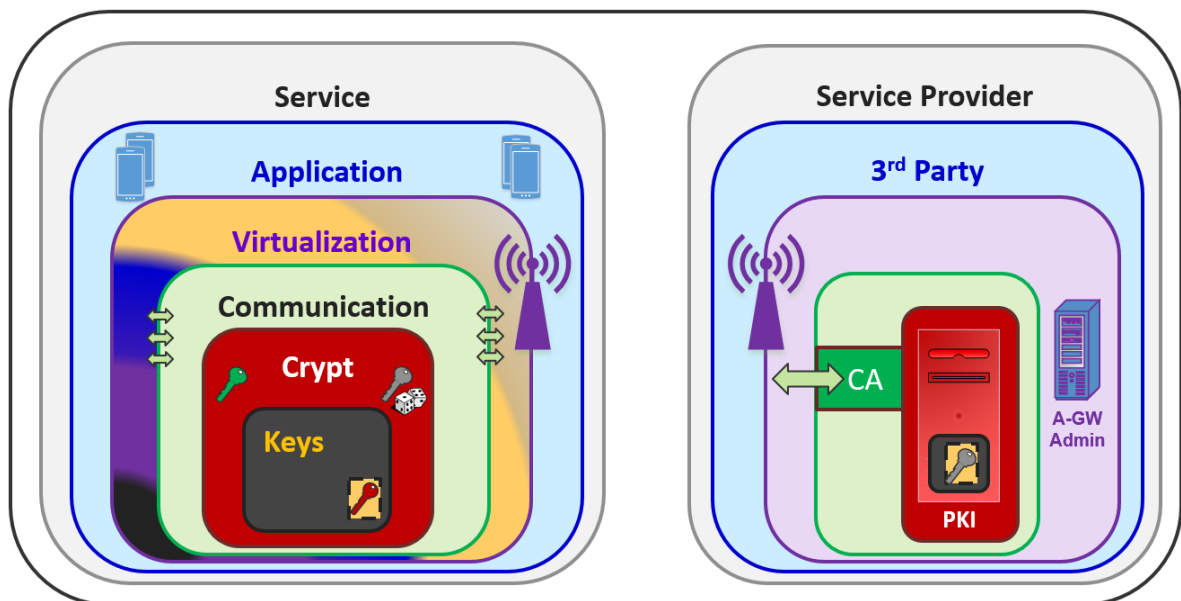 Service
Application
Virtualization
Communication
Crypt
Keys
Service Provider
3rd Party
CA
A-GW
Admin
PKI